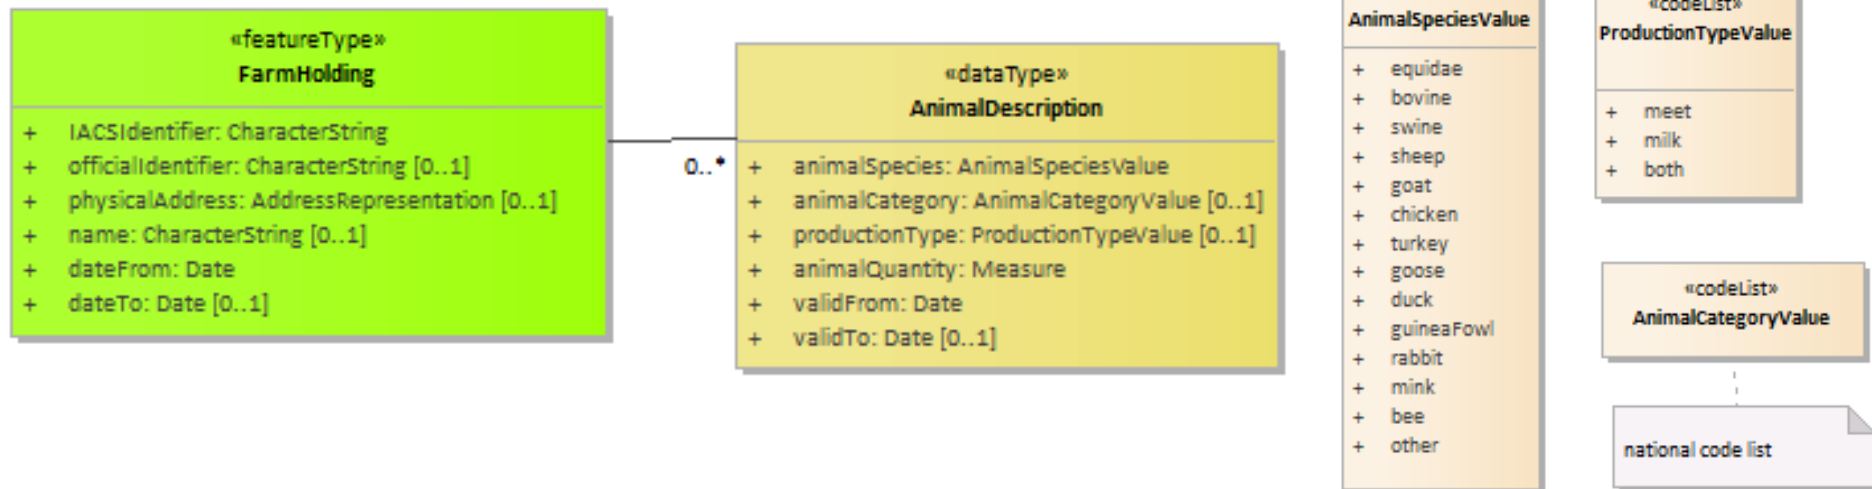 «featureType»
FarmHolding
+ IACSIdentifier: CharacterString
+ officialIdentifier: CharacterString [0..1]
+ physicalAddress: AddressRepresentation [0..1]
+ name: CharacterString [0..1]
+ dateFrom: Date
+ dateTo: Date [0..1]
0..*
«dataType»
AnimalDescription
+ animalSpecies: AnimalSpeciesValue
+ animalCategory: AnimalCategoryValue [0..1]
+ productionType: ProductionTypeValue [0..1]
+ animalQuantity: Measure
+ validFrom: Date
+ validTo: Date [0..1]
AnimalSpeciesValue
+ equidae
+ bovine
+ swine
+ sheep
+ goat
+ chicken
+ turkey
+ goose
+ duck
+ guineaFowl
+ rabbit
+ mink
+ bee
+ other
«codeList»
ProductionTypeValue
+ meet
+ milk
+ both
«codeList»
AnimalCategoryValue
national code list